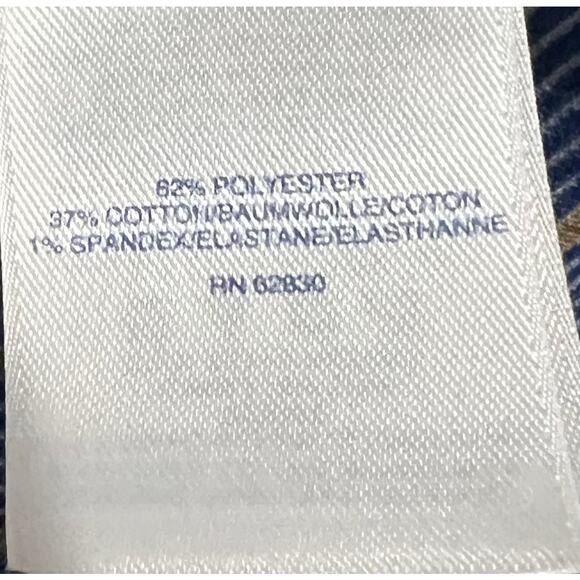 62% POLYESTER
37% COTTON/BAUMWOLLE/COTON
1% SPANDEX/ELASTANE/ELASTHANNE
RN 62830